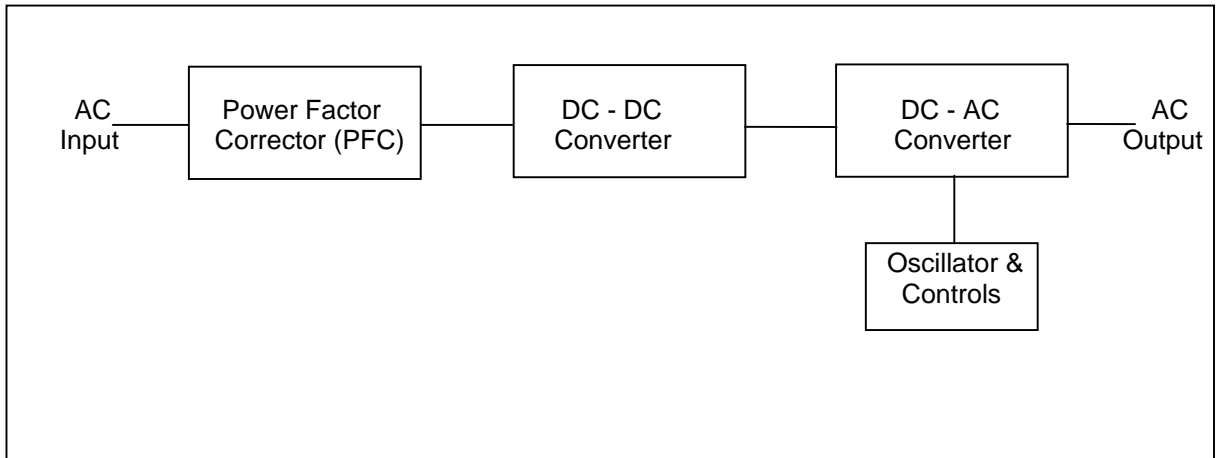 AC
Input
Power Factor
Corrector (PFC)
DC - DC
Converter
DC - AC
Converter
AC
Output
Oscillator &
Controls